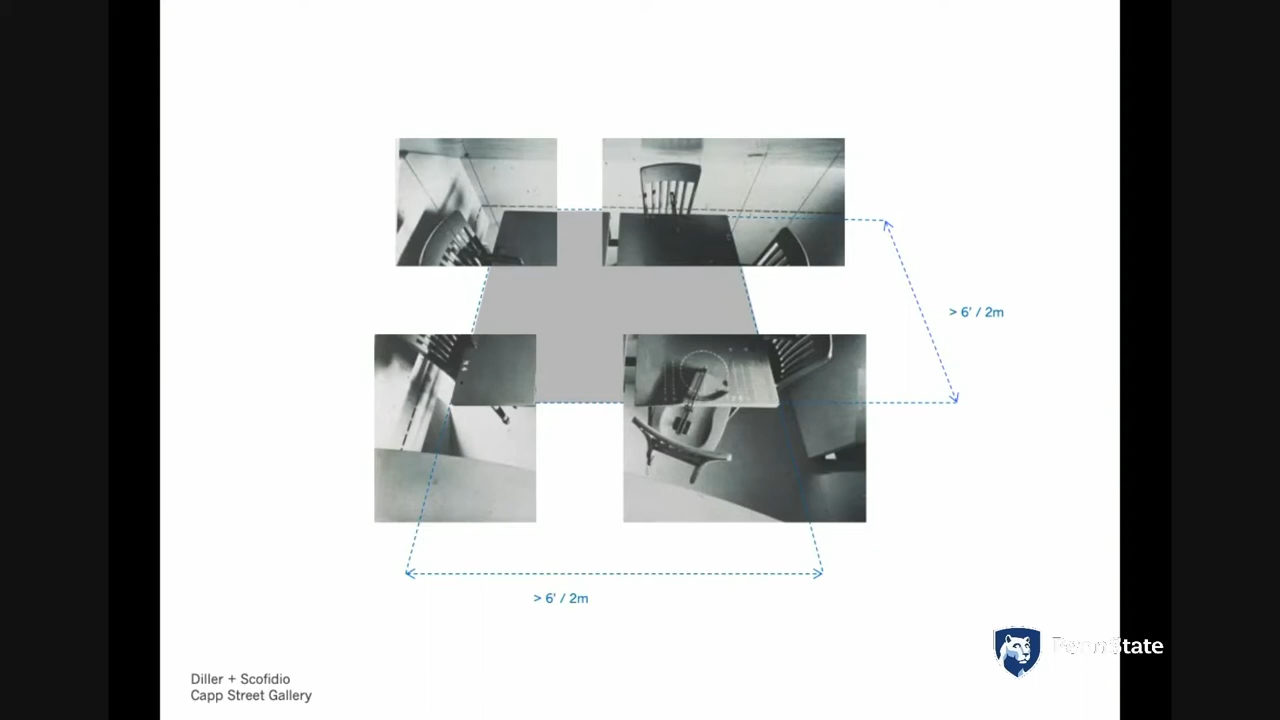 > 6' / 2m
> 6' / 2m
PennState
Diller + Scofidio
Capp Street Gallery